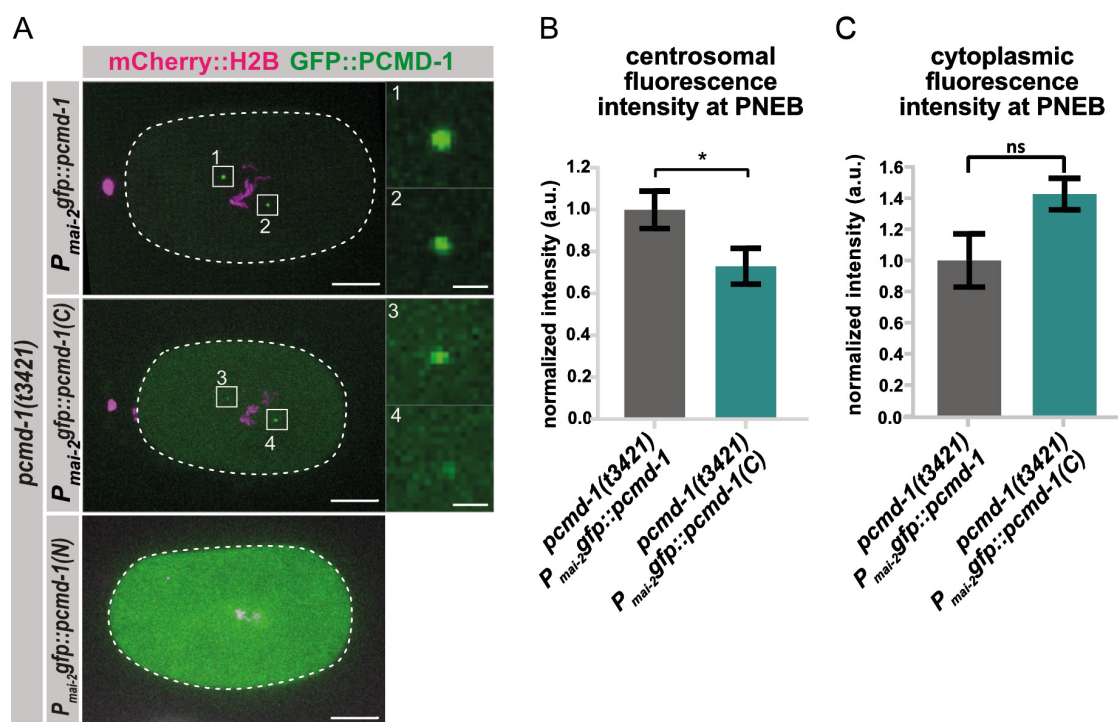 A
mCherry::H2B GFP::PCMD-1
pcmd-1(t3421)
P mai-2 gfp::pcmd-1
1
2
1
2
P mai-2 gfp::pcmd-1(C)
3
4
3
4
P mai-2 gfp::pcmd-1(N)
B
centrosomal
fluorescence
intensity at PNEB
normalized intensity (a.u.)
1.2
1.0
0.8
0.6
0.4
0.2
0.0
*
pcmd-1(t3421)
P mai-2 gfp::pcmd-1
pcmd-1(t3421)
P mai-2 gfp::pcmd-1(C)
C
cytoplasmic
fluorescence
intensity at PNEB
normalized intensity (a.u.)
1.6
1.4
1.2
1.0
0.8
0.6
0.4
0.2
0.0
ns
pcmd-1(t3421)
P mai-2 gfp::pcmd-1
pcmd-1(t3421)
P mai-2 gfp::pcmd-1(C)